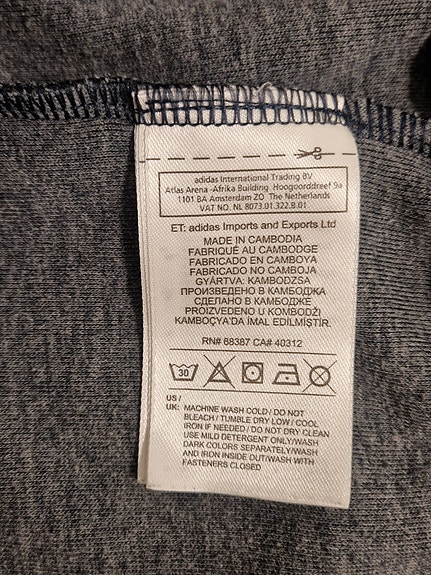 adidas International Trading BV
Atlas Arena -Afrika Building Hoogoorddreef 9a
1101 BA Amsterdam ZO The Netherlands
VAT NO. NL 8073.01.322.B.01
ET: adidas Imports and Exports Ltd
MADE IN CAMBODIA
FABRIQUÉ AU CAMBODGE
FABRICADO EN CAMBOYA
FABRICADO NO CAMBOJA
GYÁRTVA: KAMBODZSA
ПРОИЗВЕДЕНО В КАМБОДЖА
СДЕЛАНО В КАМБОДЖЕ
PROIZVEDENO U KOMBODŽI
KAMBOÇYA'DA İMAL EDİLMİŞTİR.
RN# 88387 CA# 40312
30
US /
UK: MACHINE WASH COLD / DO NOT
BLEACH / TUMBLE DRY LOW / COOL
IRON IF NEEDED / DO NOT DRY CLEAN
USE MILD DETERGENT ONLY/WASH
DARK COLORS SEPARATELY/WASH
AND IRON INSIDE OUT/WASH WITH
FASTENERS CLOSED